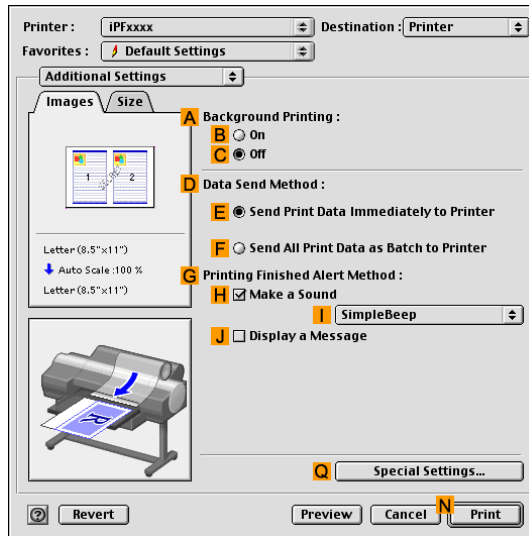 Printer : iPFxxxx Destination : Printer
Favorites : Default Settings
Additional Settings
Images Size
A Background Printing :
B On
C Off
1 2
D Data Send Method :
E Send Print Data Immediately to Printer
F Send All Print Data as Batch to Printer
Letter (8.5"x11")
Auto Scale :100 %
Letter (8.5"x11")
G Printing Finished Alert Method :
H Make a Sound
I SimpleBeep
J Display a Message
R
Q Special Settings...
? Revert Preview Cancel N Print